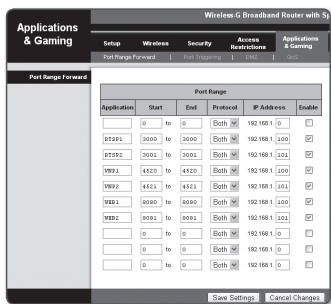 Wireless-G Broadband Router with Sp
Applications & Gaming
Setup Wireless Security Access Restrictions Applications & Gaming
Port Range Forward | Port Triggering | DMZ | QoS
Port Range Forward
Port Range
Application Start End Protocol IP Address Enable
0 to 0 Both 192.168.1. 0
RTSP1 3000 to 3000 Both 192.168.1. 100
RTSP2 3001 to 3001 Both 192.168.1. 101
VNP1 4520 to 4520 Both 192.168.1. 100
VNP2 4521 to 4521 Both 192.168.1. 101
WEB1 8080 to 8080 Both 192.168.1. 100
WEB2 8081 to 8081 Both 192.168.1. 101
0 to 0 Both 192.168.1. 0
0 to 0 Both 192.168.1. 0
0 to 0 Both 192.168.1. 0
Save Settings Cancel Changes